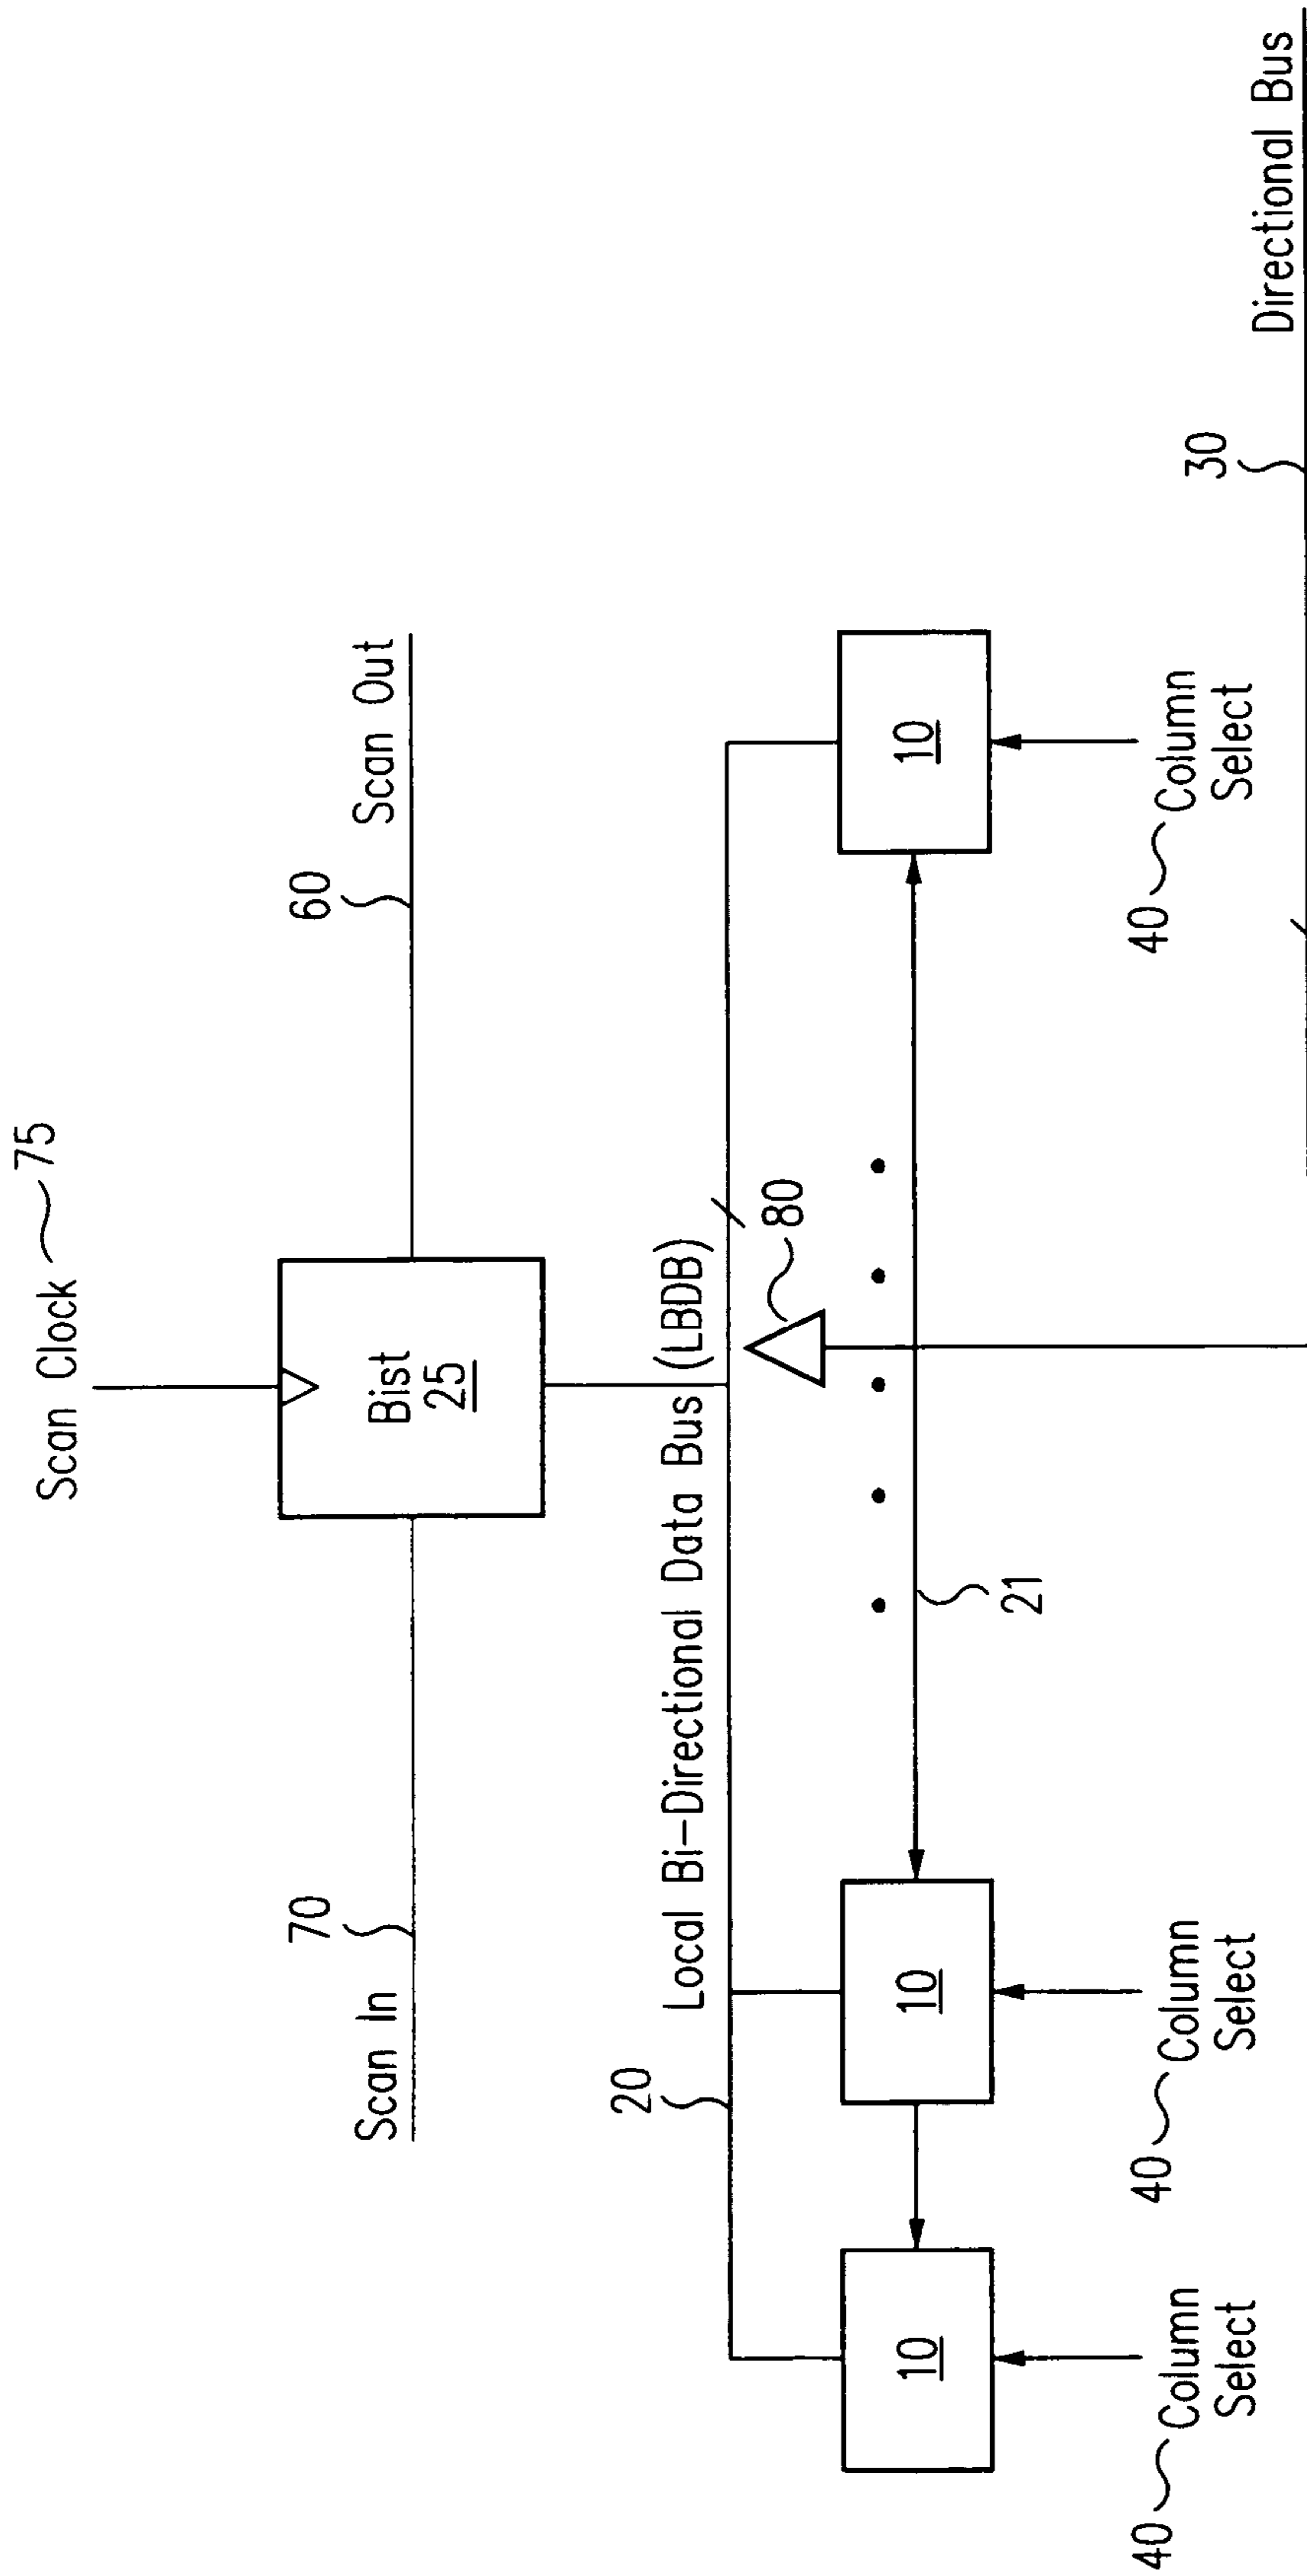 Scan Clock 75
Scan In
70
Bist
25
60
Scan Out
Local Bi-Directional Data Bus (LBDB)
20
80
10
10
10
21
40 Column
Select
40 Column
Select
40 Column
Select
30
Directional Bus